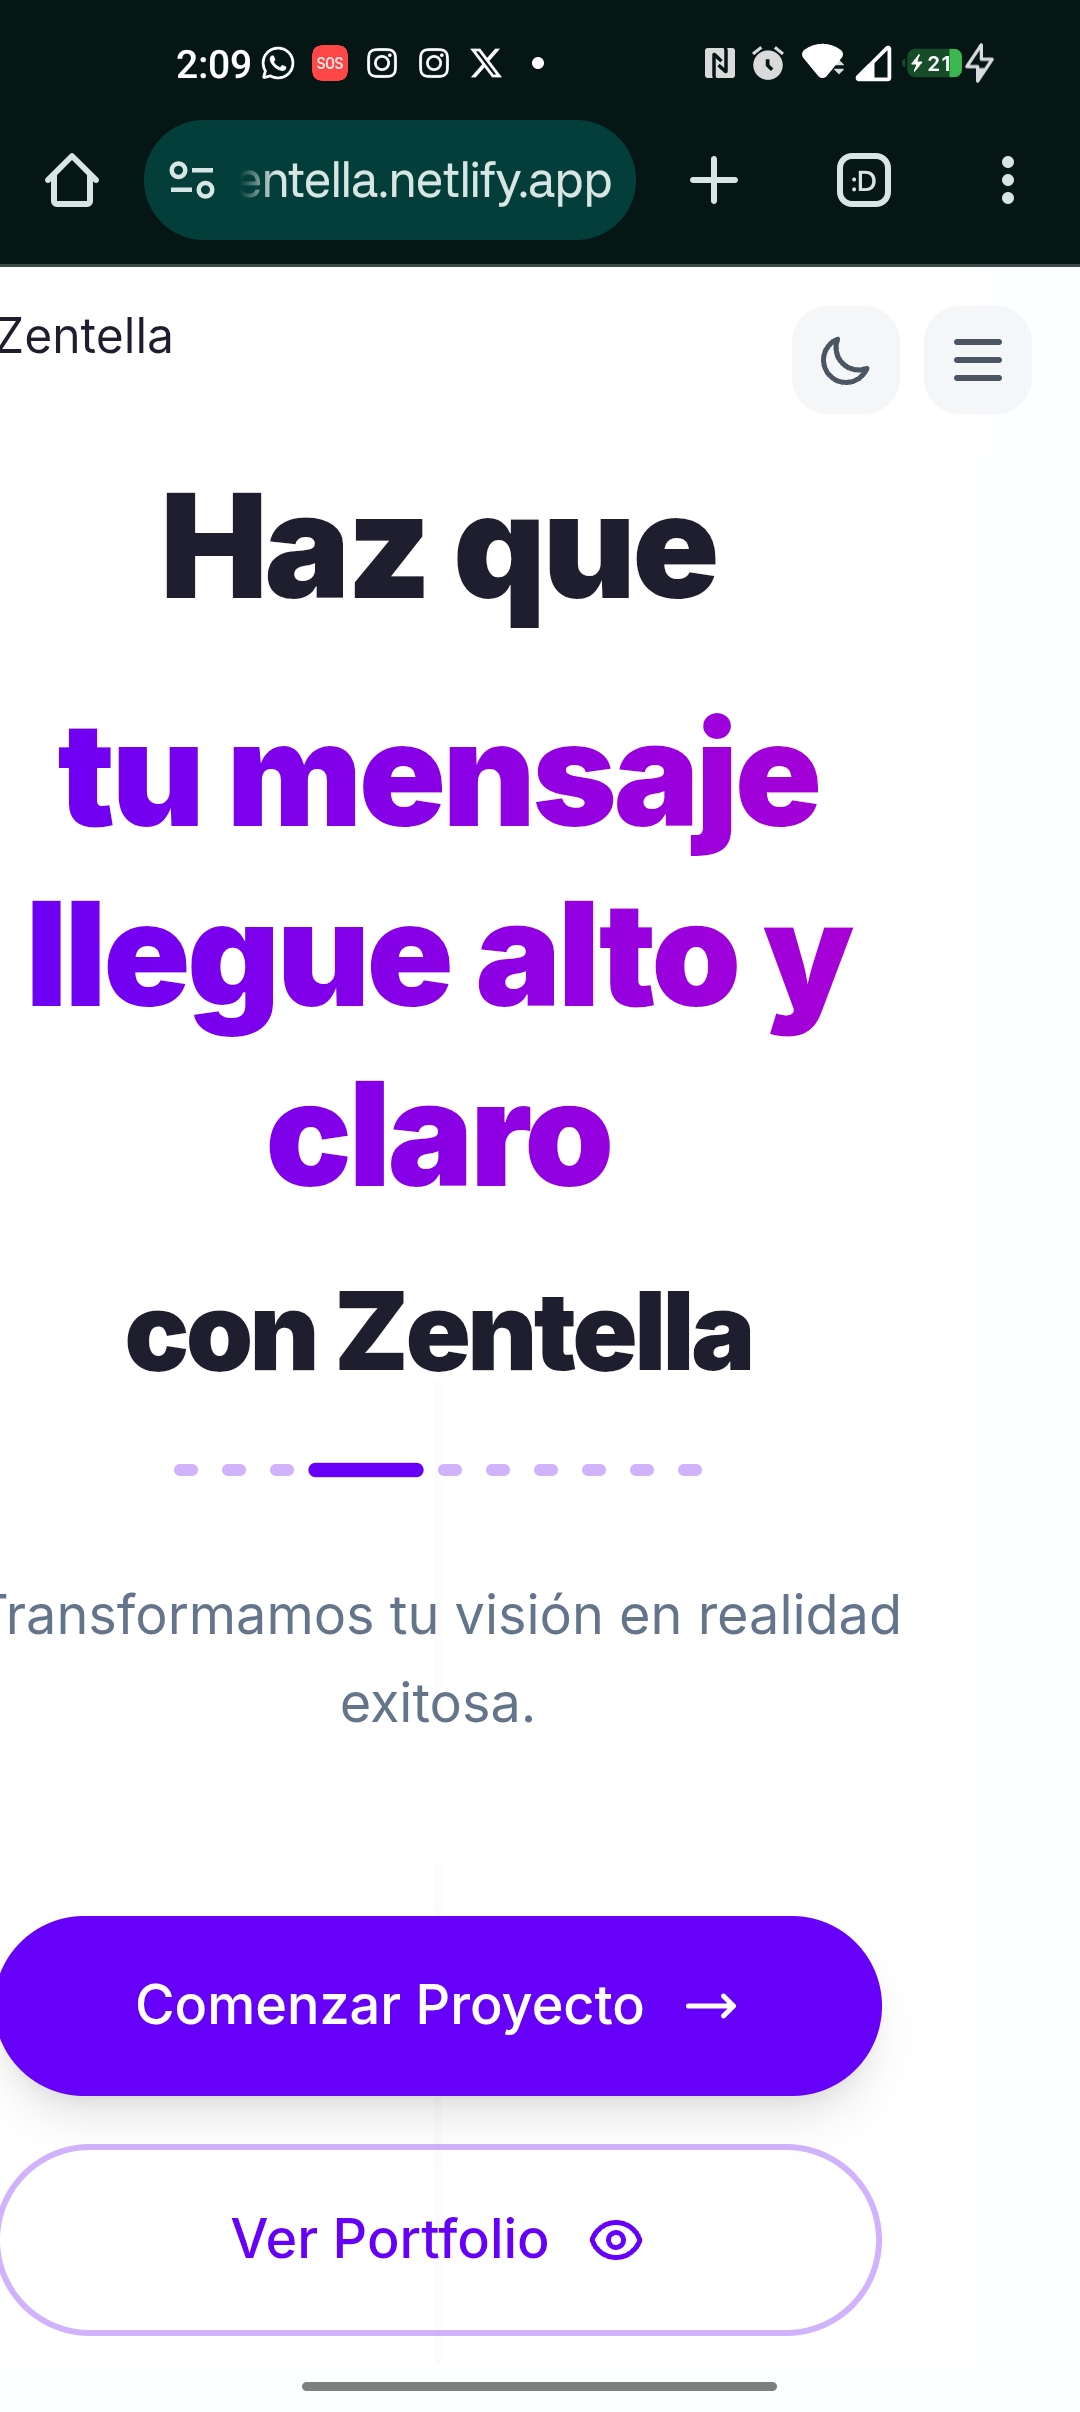 2:09
SOS
21
entella.netlify.app
:D
Zentella
Haz que
tu mensaje
llegue alto y
claro
con Zentella
Transformamos tu visión en realidad
exitosa.
Comenzar Proyecto →
Ver Portfolio